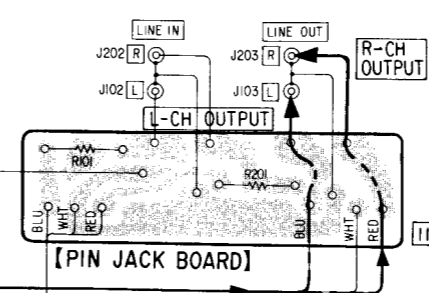 LINE IN LINE OUT
J202 R J203 R R-CH
OUTPUT
J102 L J103 L
L-CH OUTPUT
R101 R201
BLU WHT RED BLU WHT RED
【PIN JACK BOARD】